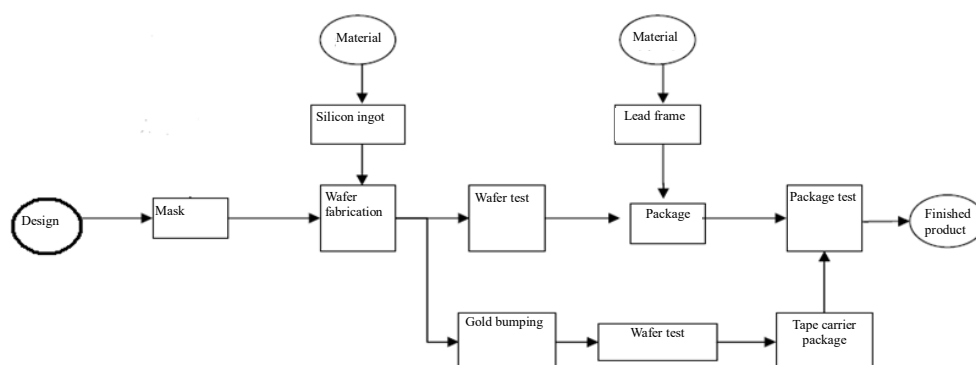 Material
Material
Silicon ingot
Lead frame
Design
Mask
Wafer
fabrication
Wafer test
Package
Package test
Finished
product
Gold bumping
Wafer test
Tape carrier
package